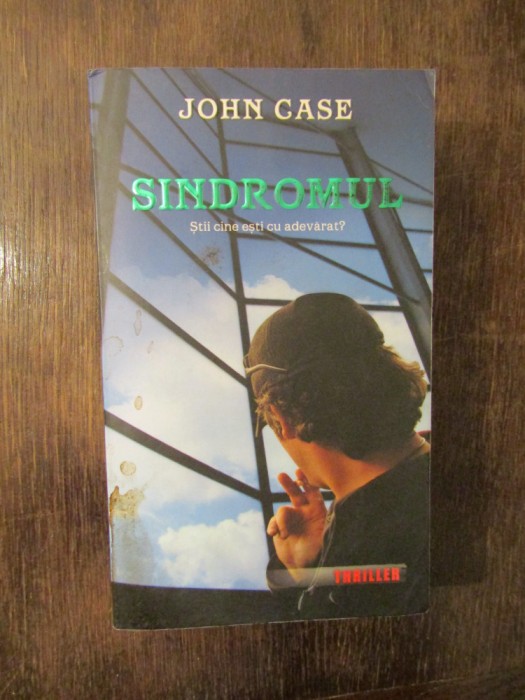 JOHN CASE
SINDROMUL
Știi cine ești cu adevărat?
THRILLER